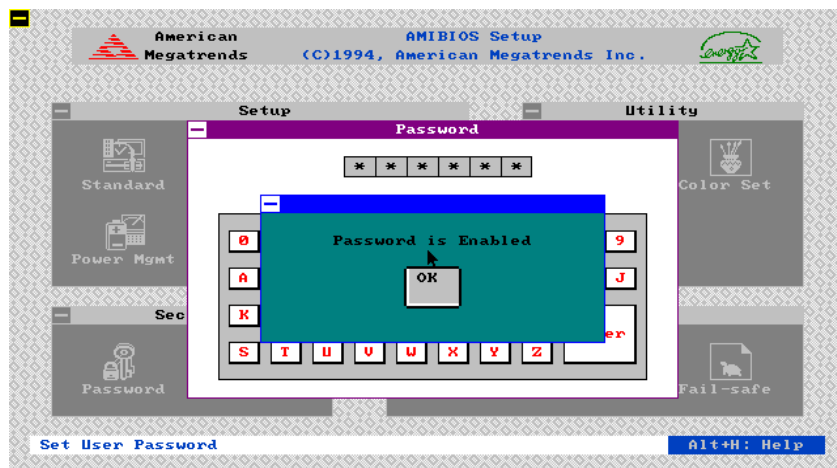 American
Megatrends
AMIBIOS Setup
(C)1994, American Megatrends Inc.
energy
Setup
Utility
Password
* * * * * *
Standard
Color Set
Password is Enabled
0
9
Power Mgmt
OK
A
J
Sec
K
er
S T U V W X Y Z
Password
Fail-safe
Set User Password
Alt+H: Help